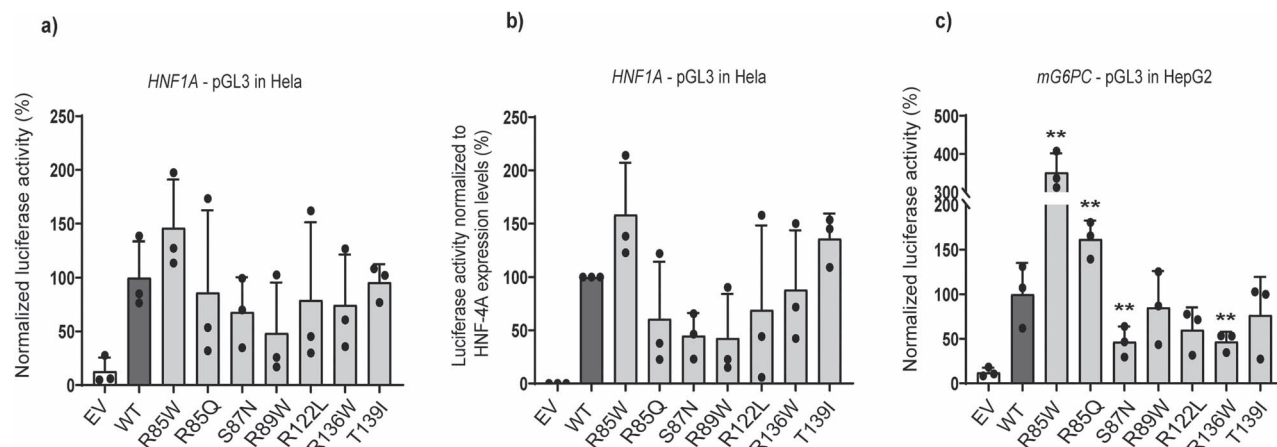 a)
HNF1A - pGL3 in Hela
Normalized luciferase activity (%)
250
200
150
100
50
0
EV
WT
R85W
R85Q
S87N
R89W
R122L
R136W
T139I
b)
HNF1A - pGL3 in Hela
Luciferase activity normalized to
HNF-4A expression levels (%)
250
200
150
100
50
0
EV
WT
R85W
R85Q
S87N
R89W
R122L
R136W
T139I
c)
mG6PC - pGL3 in HepG2
Normalized luciferase activity (%)
500
400
300
200
150
100
50
0
**
**
**
**
EV
WT
R85W
R85Q
S87N
R89W
R122L
R136W
T139I